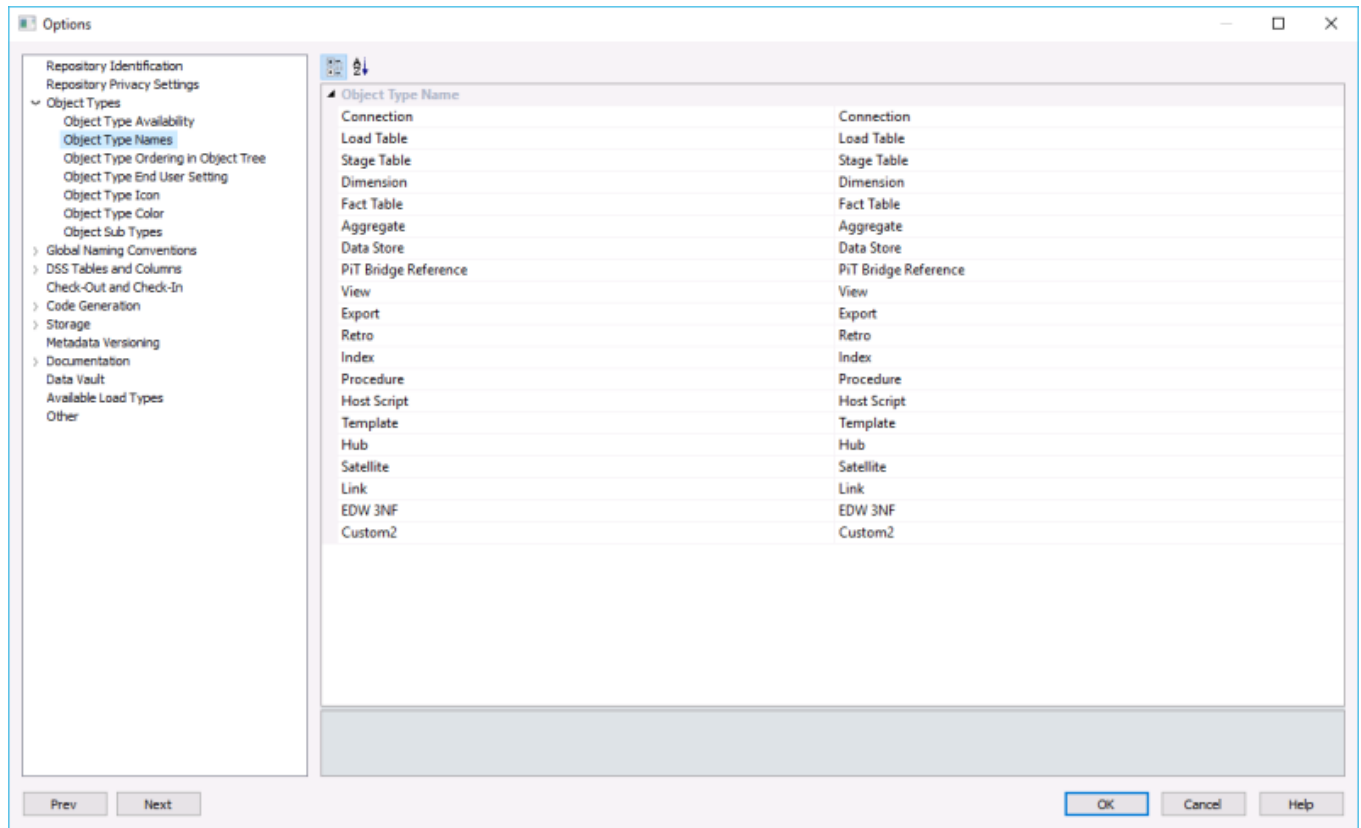 Options
Repository Identification
Repository Privacy Settings
Object Types
Object Type Availability
Object Type Names
Object Type Ordering in Object Tree
Object Type End User Setting
Object Type Icon
Object Type Color
Object Sub Types
Global Naming Conventions
DSS Tables and Columns
Check-Out and Check-In
Code Generation
Storage
Metadata Versioning
Documentation
Data Vault
Available Load Types
Other
Object Type Name
Connection Connection
Load Table Load Table
Stage Table Stage Table
Dimension Dimension
Fact Table Fact Table
Aggregate Aggregate
Data Store Data Store
PiT Bridge Reference PiT Bridge Reference
View View
Export Export
Retro Retro
Index Index
Procedure Procedure
Host Script Host Script
Template Template
Hub Hub
Satellite Satellite
Link Link
EDW 3NF EDW 3NF
Custom2 Custom2
Prev Next OK Cancel Help